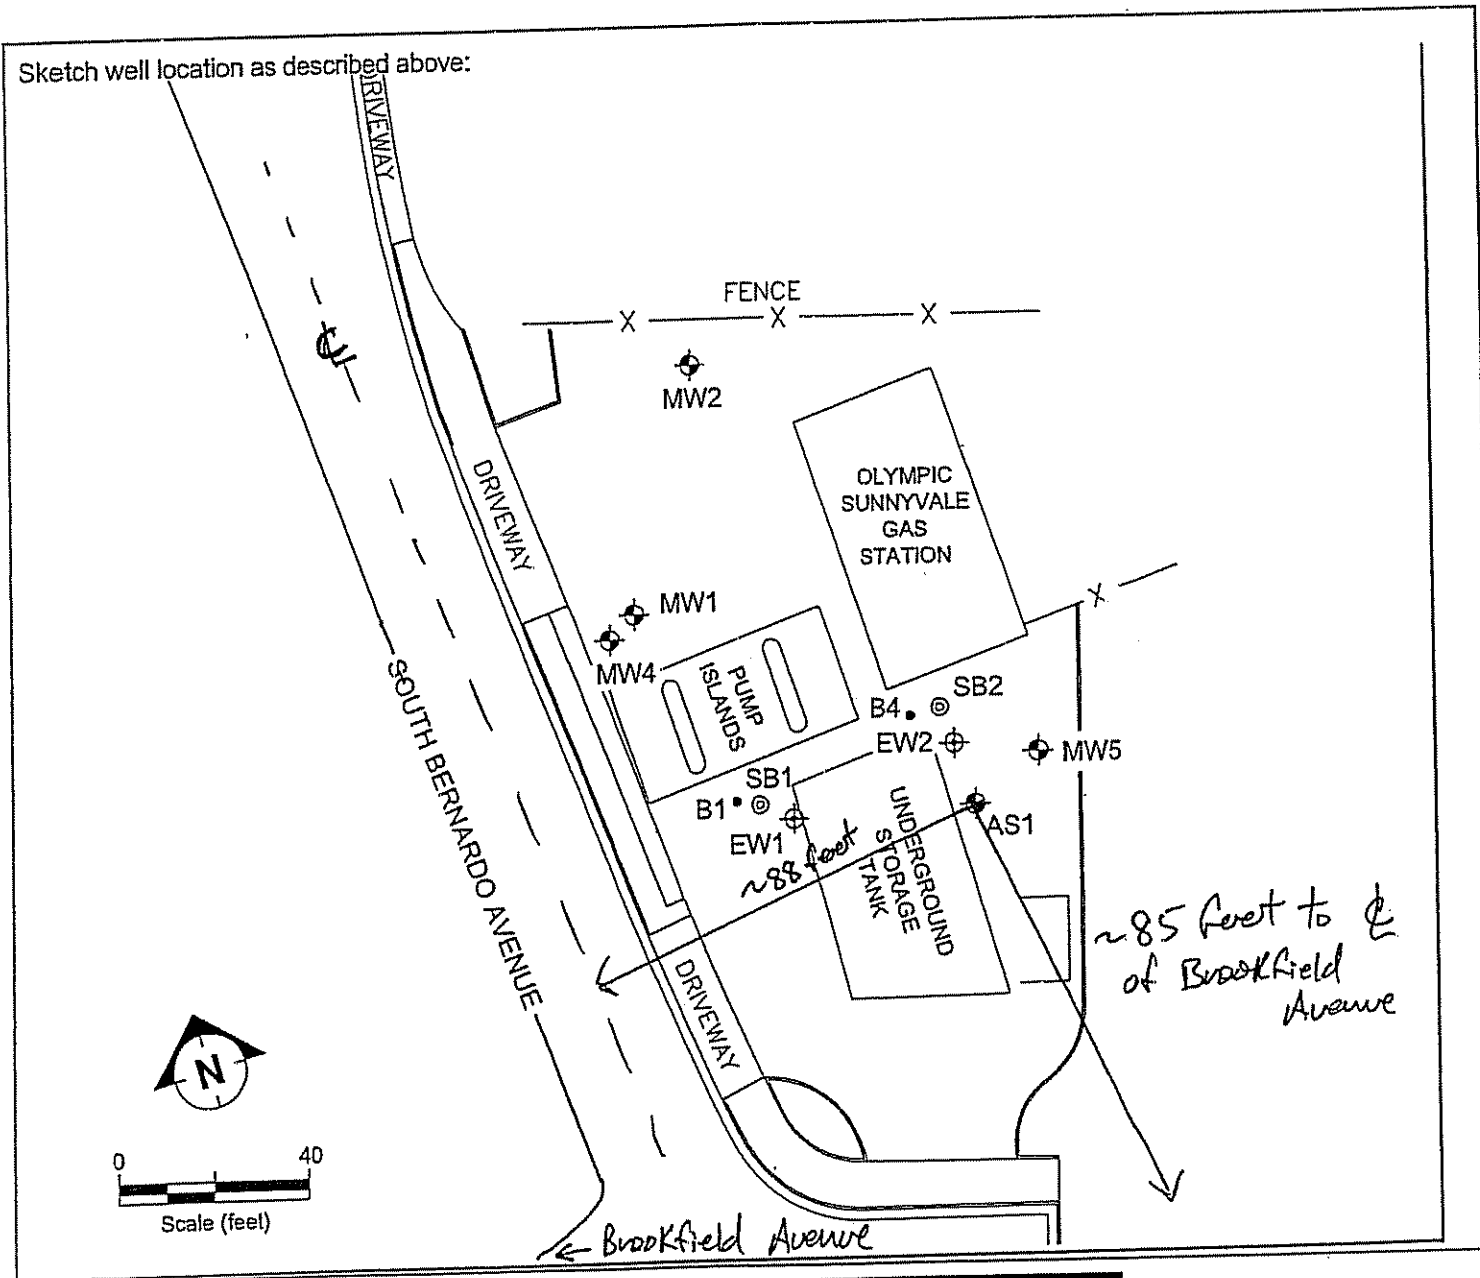 Sketch well location as described above:
DRIVEWAY
FENCE
X X X
℄
MW2
OLYMPIC
SUNNYVALE
GAS
STATION
DRIVEWAY
X
MW1
MW4
PUMP
ISLANDS
SB2
B4
EW2
MW5
SOUTH BERNARDO AVENUE
SB1
B1
EW1
AS1
UNDERGROUND
STORAGE
TANK
~88 feet
~85 feet to ℄
of Brookfield
Avenue
DRIVEWAY
N
0 40
Scale (feet)
← Brookfield Avenue